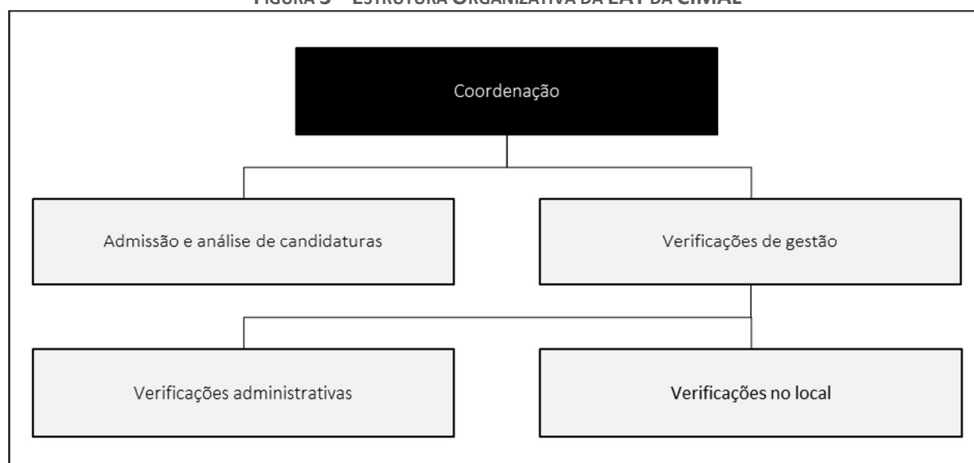 FIGURA 3 – ESTRUTURA ORGANIZATIVA DA EAT DA CIMAL
Coordenação
Admissão e análise de candidaturas
Verificações de gestão
Verificações administrativas
Verificações no local